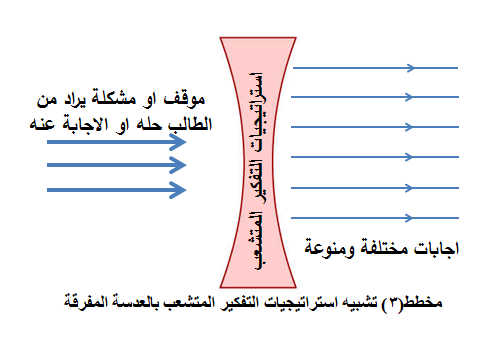 موقف او مشكلة يراد من
الطالب حله او الاجابة عنه
استراتيجيات التفكير المتشعب
اجابات مختلفة ومنوعة
مخطط(٣) تشبيه استراتيجيات التفكير المتشعب بالعدسة المفرقة